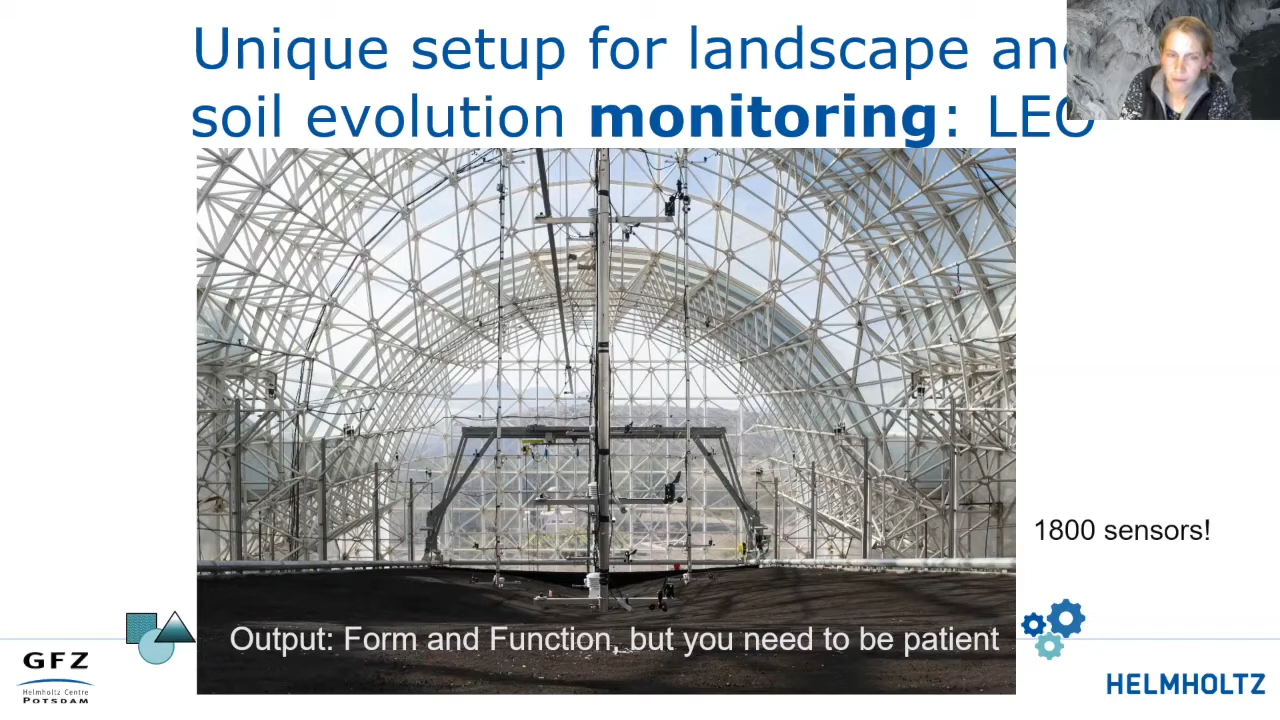 Unique setup for landscape and
soil evolution monitoring: LEO
1800 sensors!
Output: Form and Function, but you need to be patient
GFZ
Helmholtz Centre
POTSDAM
HELMHOLTZ